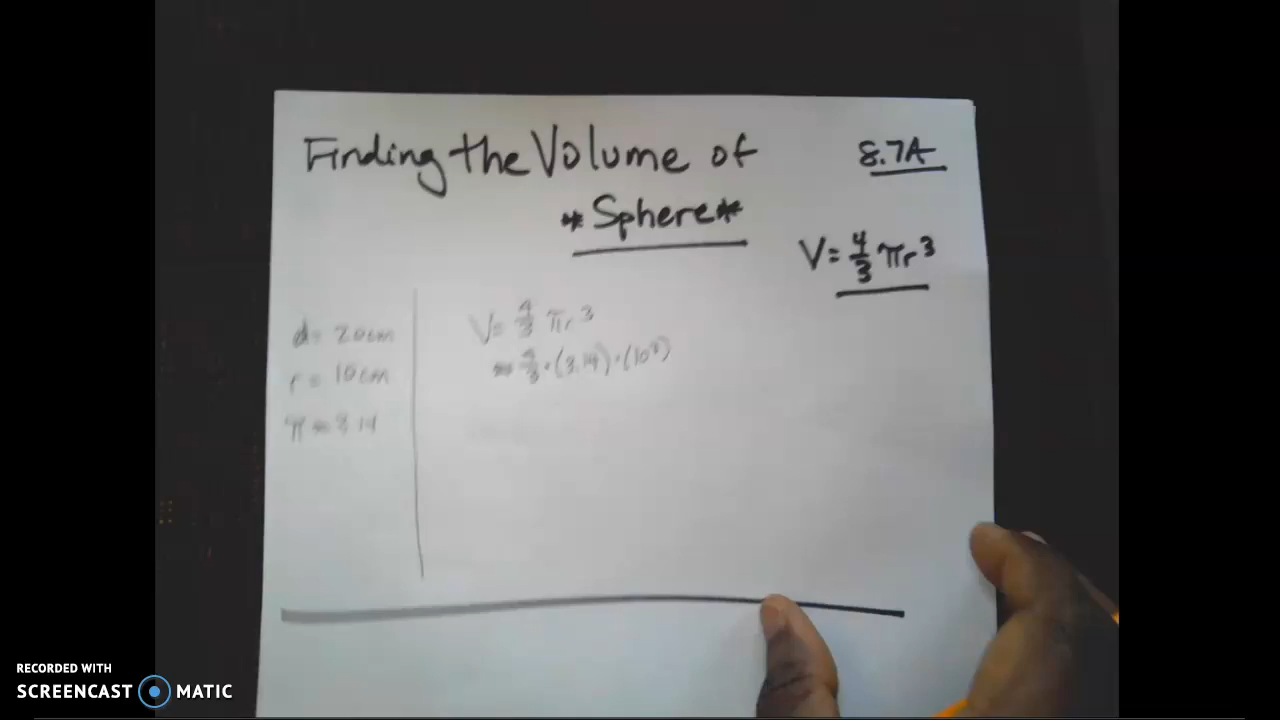 Finding the Volume of
*Sphere*
8.7A
V = 4/3 πr³
d = 20cm
r = 10cm
π ≈ 3.14
V = 4/3 πr³
≈ 4/3 · (3.14) · (10³)
RECORDED WITH
SCREENCAST MATIC